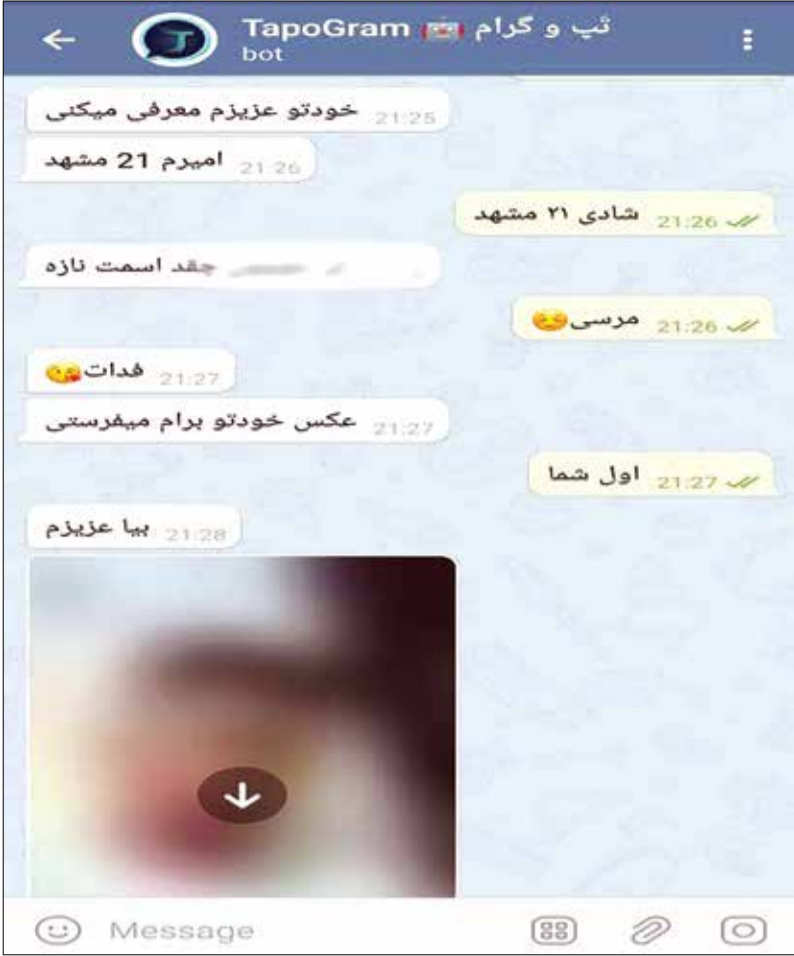 TapoGram 🤖 تَپ و گرام
bot
خودتو عزیزم معرفی میکنی 21:25
امیرم 21 مشهد 21:26
شادی ۲۱ مشهد 21:26
چقد اسمت نازه
مرسی😣 21:26
فدات😘 21:27
عکس خودتو برام میفرستی 21:27
اول شما 21:27
بیا عزیزم 21:28
Message